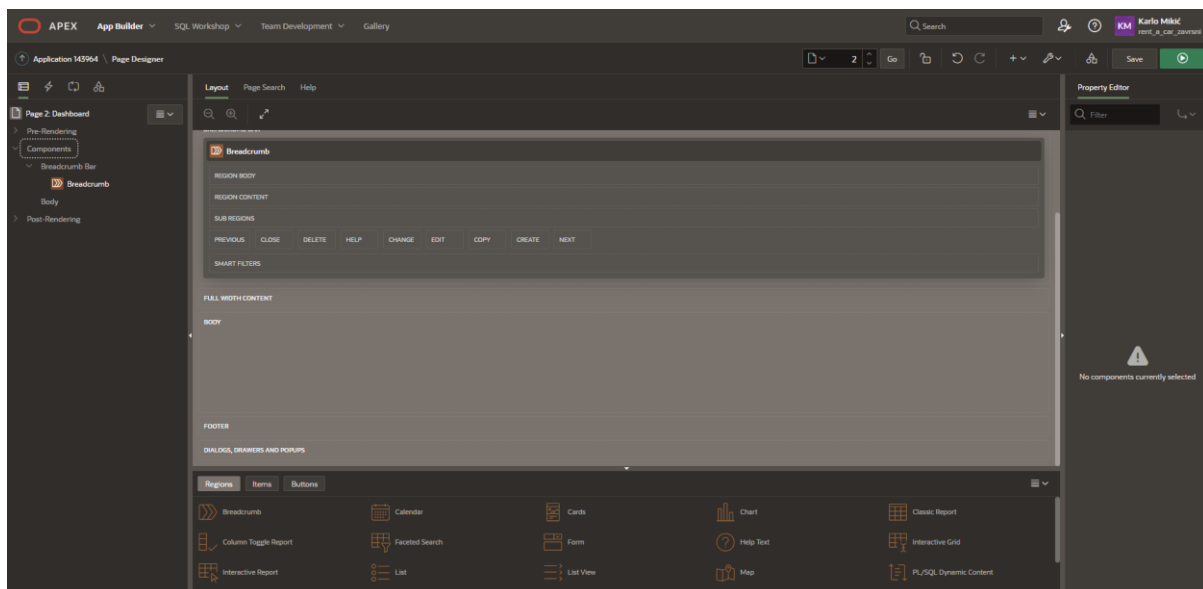 APEX App Builder SQL Workshop Team Development Gallery Search KM Karlo Mikić
rent_a_car_zavrsni
Application 143964 \ Page Designer 2 Go Save
Layout Page Search Help Property Editor
Page 2: Dashboard Filter
Pre-Rendering
Components
Breadcrumb Bar
Breadcrumb
Body
Post-Rendering
Breadcrumb
REGION BODY
REGION CONTENT
SUB REGIONS
PREVIOUS CLOSE DELETE HELP CHANGE EDIT COPY CREATE NEXT
SMART FILTERS
FULL WIDTH CONTENT
BODY
FOOTER
DIALOGS, DRAWERS AND POPUPS
No components currently selected
Regions Items Buttons
Breadcrumb Calendar Cards Chart Classic Report
Column Toggle Report Faceted Search Form Help Text Interactive Grid
Interactive Report List List View Map PL/SQL Dynamic Content